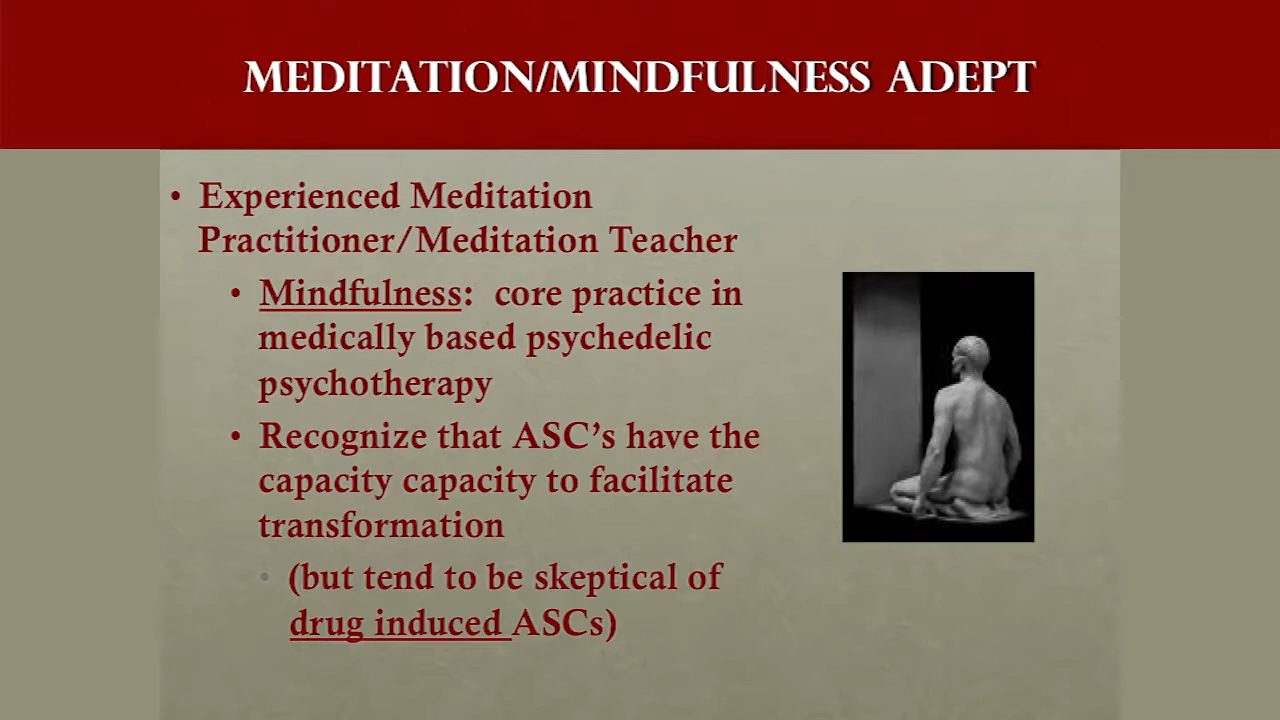 MEDITATION/MINDFULNESS ADEPT
• Experienced Meditation
Practitioner/Meditation Teacher
• Mindfulness: core practice in
medically based psychedelic
psychotherapy
• Recognize that ASC’s have the
capacity capacity to facilitate
transformation
• (but tend to be skeptical of
drug induced ASCs)